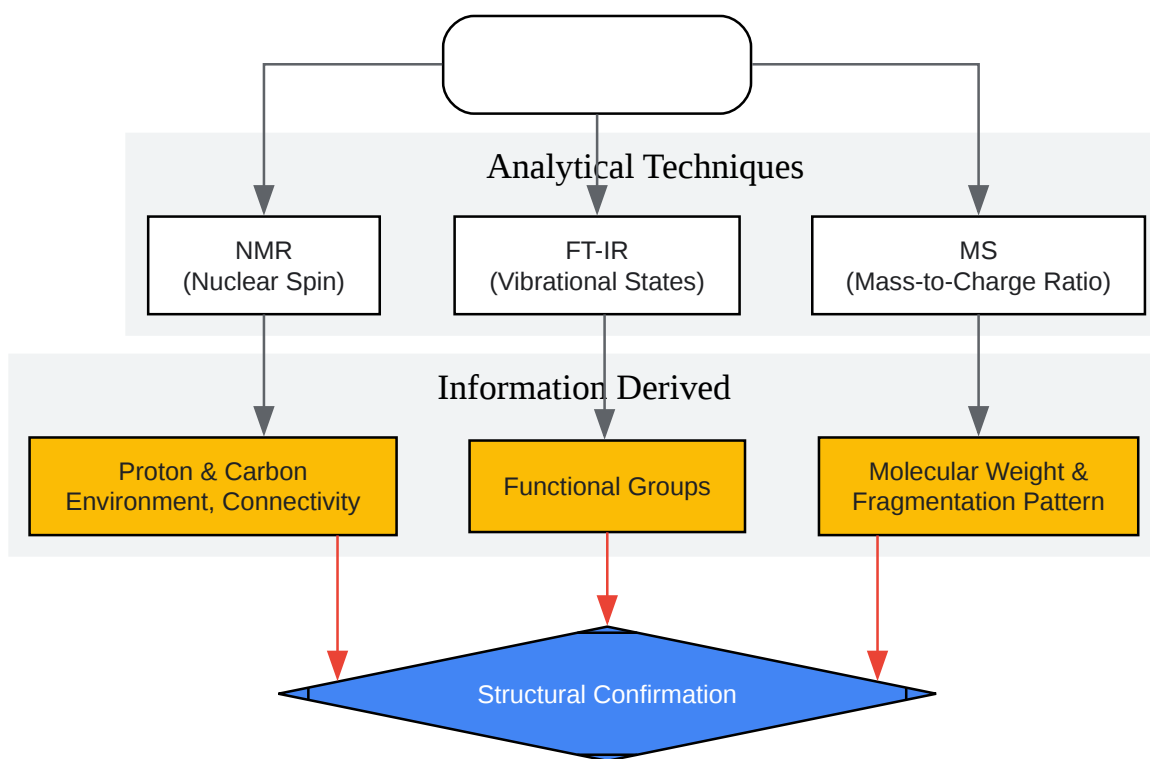 Analytical Techniques
NMR
(Nuclear Spin)
FT-IR
(Vibrational States)
MS
(Mass-to-Charge Ratio)
Information Derived
Proton & Carbon
Environment, Connectivity
Functional Groups
Molecular Weight &
Fragmentation Pattern
Structural Confirmation